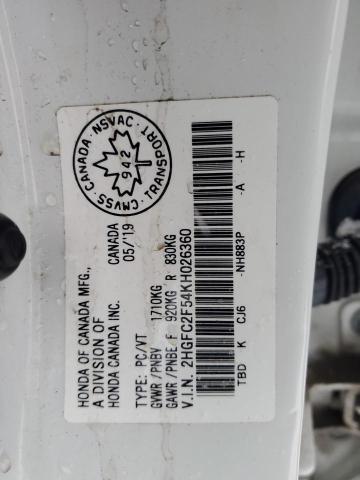 HONDA OF CANADA MFG.,
A DIVISION OF
HONDA CANADA INC.
CANADA
05/'19
CMVSS · CANADA · NSVAC · TRANSPORT
942
TYPE: PC/VT
GVWR /PNBV 1710KG
GAWR /PNBE F 920KG R 830KG
V.I.N. 2HGFC2F54KH026360
TBD K CJ6 -NH883P -A -H